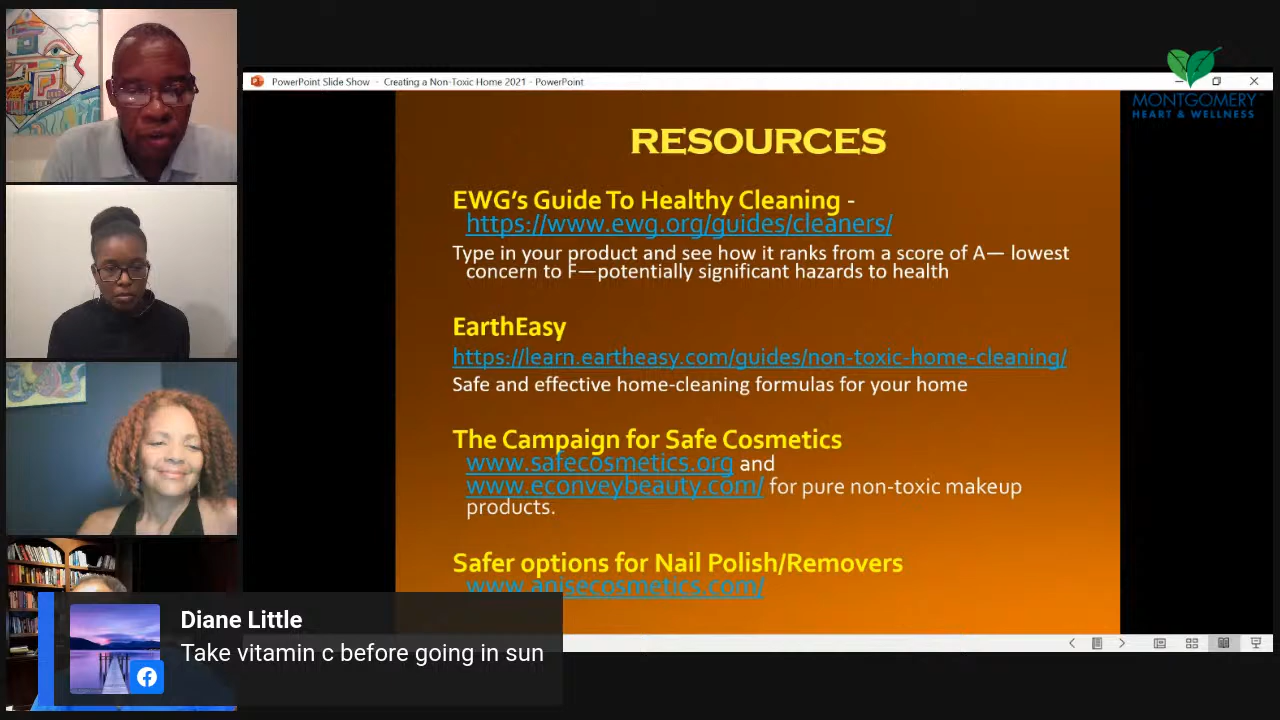 PowerPoint Slide Show - Creating a Non-Toxic Home 2021 - PowerPoint
MONTGOMERY
HEART & WELLNESS
RESOURCES
EWG's Guide To Healthy Cleaning -
https://www.ewg.org/guides/cleaners/
Type in your product and see how it ranks from a score of A— lowest
concern to F—potentially significant hazards to health
EarthEasy
https://learn.eartheasy.com/guides/non-toxic-home-cleaning/
Safe and effective home-cleaning formulas for your home
The Campaign for Safe Cosmetics
www.safecosmetics.org and
www.econveybeauty.com/ for pure non-toxic makeup
products.
Safer options for Nail Polish/Removers
www.anisecosmetics.com/
Diane Little
Take vitamin c before going in sun